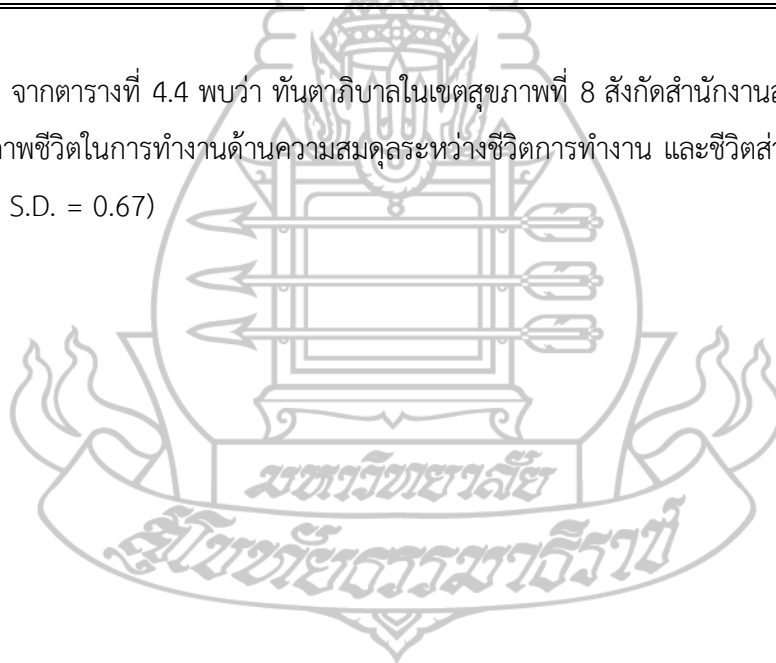 จากตารางที่ 4.4 พบว่า ทันตาภิบาลในเขตสุขภาพที่ 8 สังกัดสำนักงาน
าพชีวิตในการทำงานด้านความสมดุลระหว่างชีวิตการทำงาน และชีวิตส่
S.D. = 0.67)
มหาวิทยาลัย
สุโขทัยธรรมาธิราช